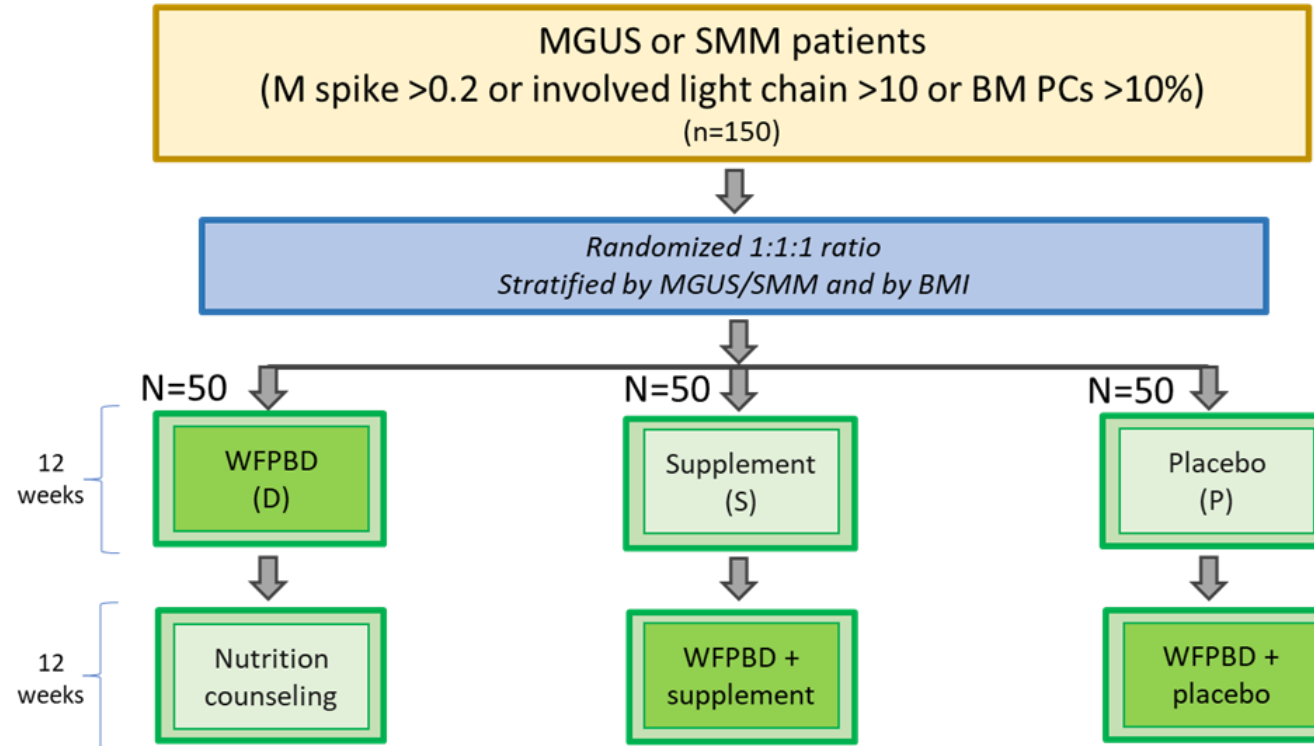 MGUS or SMM patients
(M spike >0.2 or involved light chain >10 or BM PCs >10%)
(n=150)
Randomized 1:1:1 ratio
Stratified by MGUS/SMM and by BMI
N=50
N=50
N=50
12
weeks
WFPBD
(D)
Supplement
(S)
Placebo
(P)
12
weeks
Nutrition
counseling
WFPBD +
supplement
WFPBD +
placebo